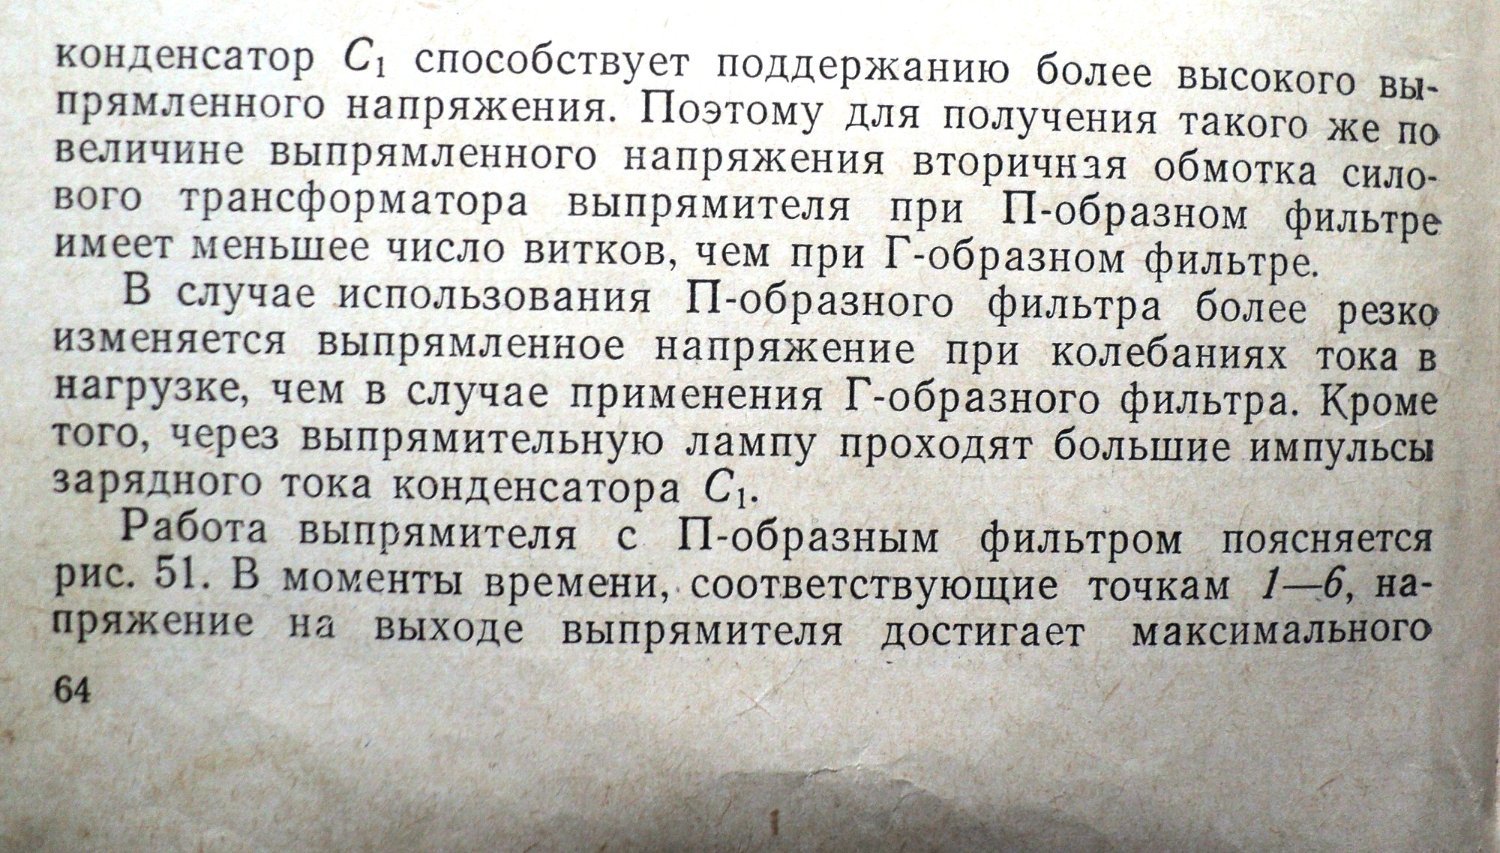 конденсатор C₁ способствует поддержанию более высокого вы-
прямленного напряжения. Поэтому для получения такого же по
величине выпрямленного напряжения вторичная обмотка сило-
вого трансформатора выпрямителя при П-образном фильтре
имеет меньшее число витков, чем при Г-образном фильтре.
В случае использования П-образного фильтра более резко
изменяется выпрямленное напряжение при колебаниях тока в
нагрузке, чем в случае применения Г-образного фильтра. Кроме
того, через выпрямительную лампу проходят большие импульсы
зарядного тока конденсатора C₁.
Работа выпрямителя с П-образным фильтром поясняется
рис. 51. В моменты времени, соответствующие точкам 1—6, на-
пряжение на выходе выпрямителя достигает максимального
64